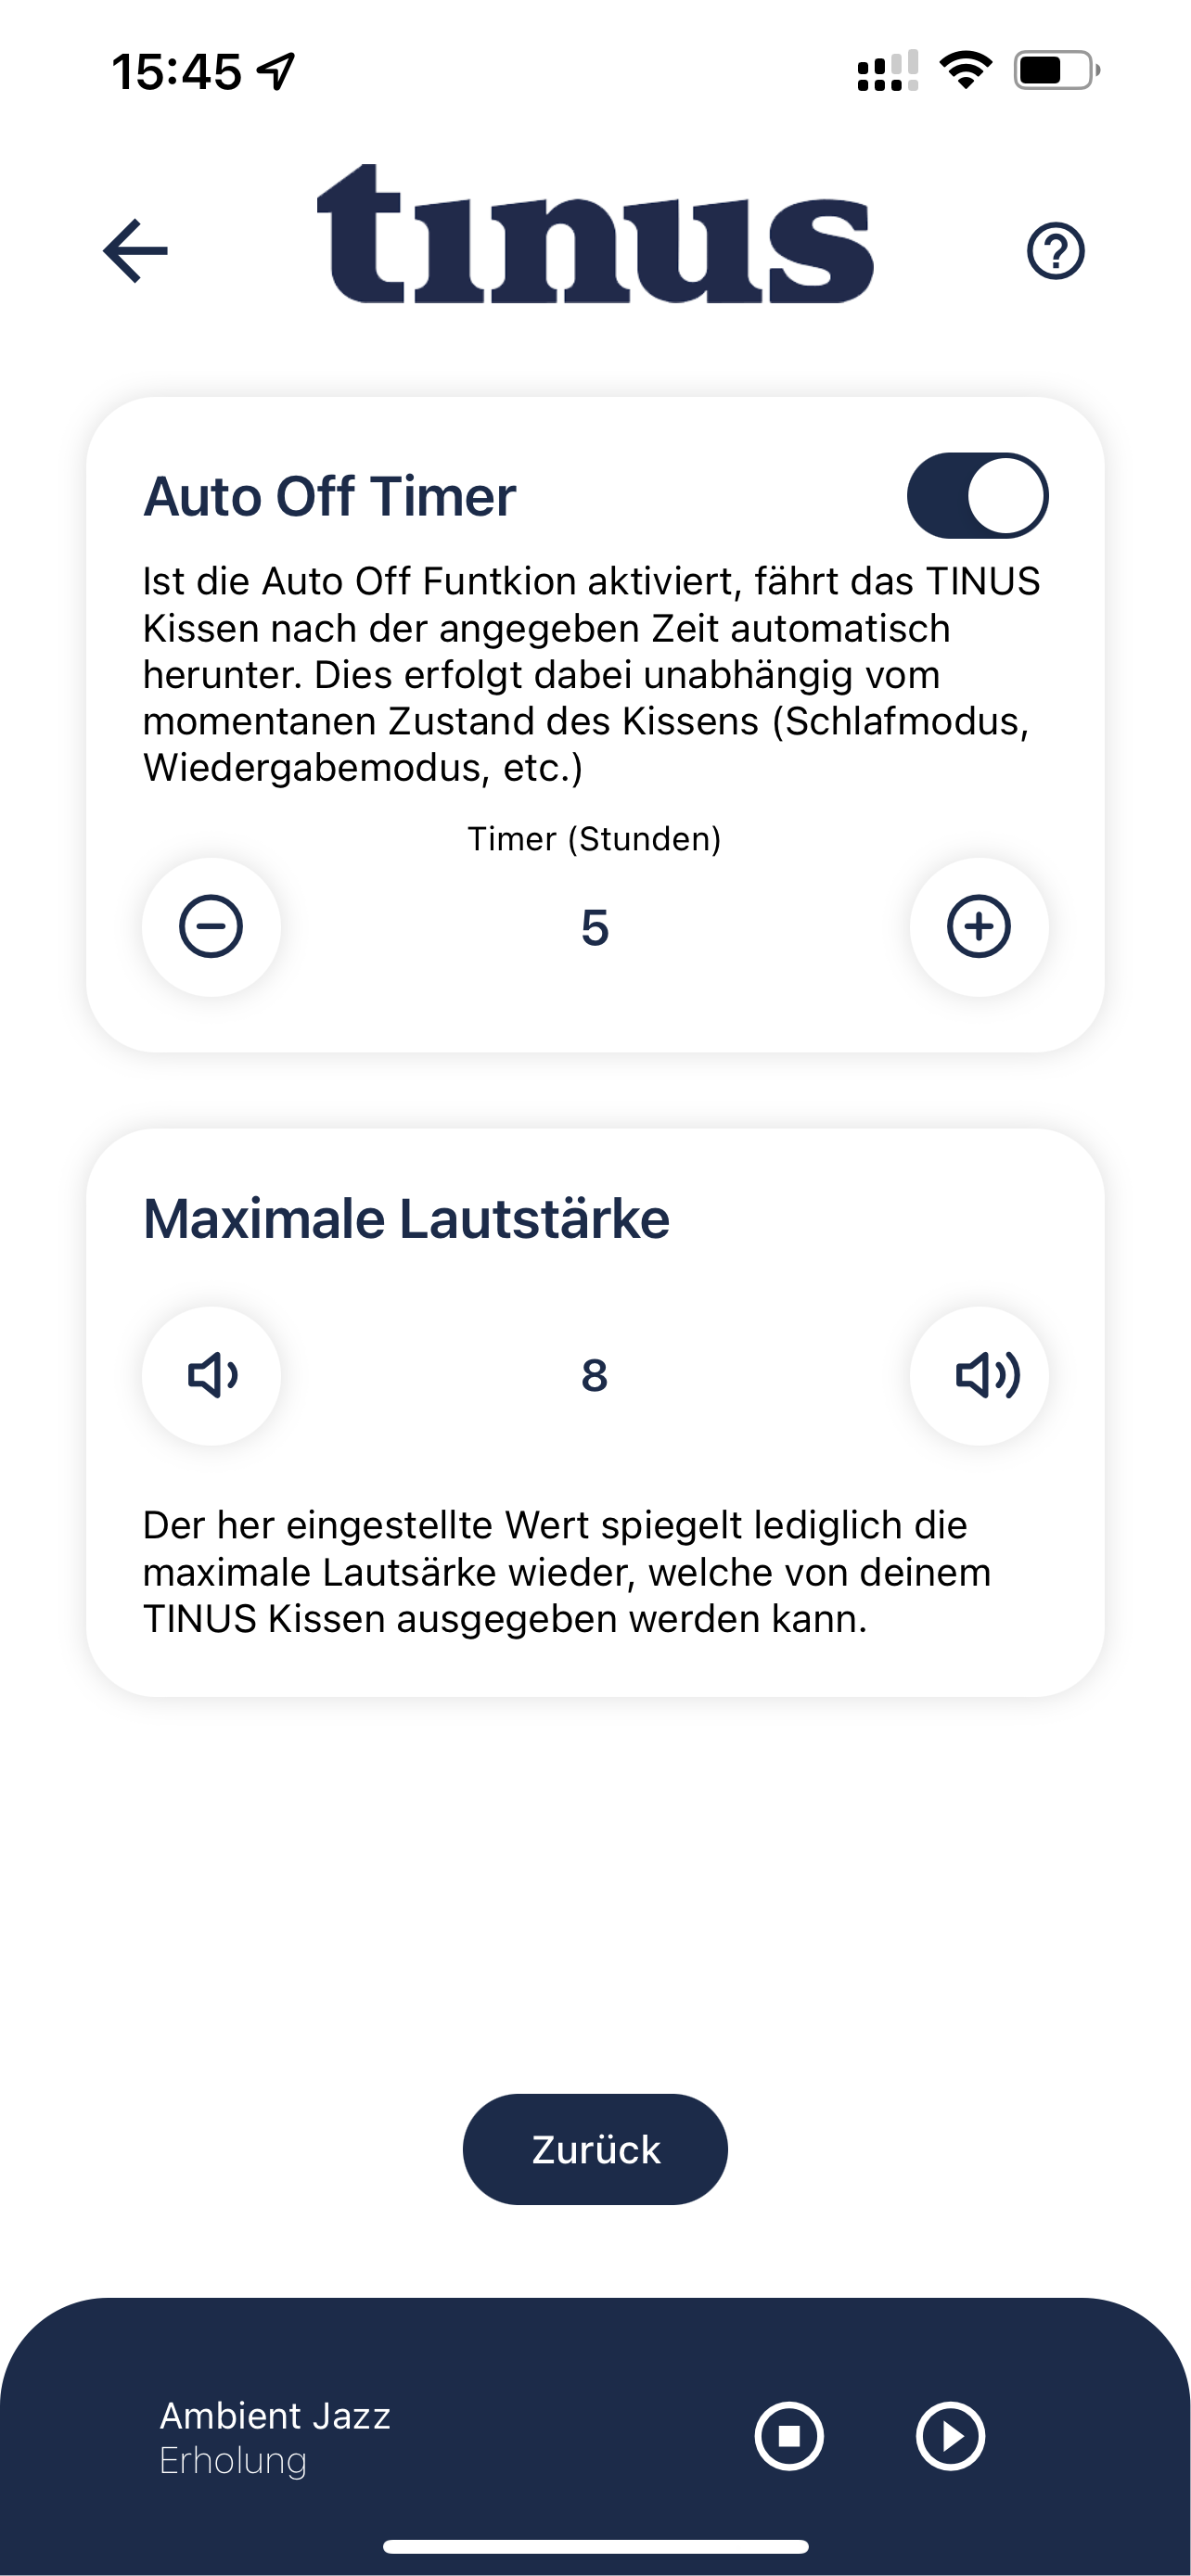 15:45
tınus
Auto Off Timer
Ist die Auto Off Funtkion aktiviert, fährt das TINUS
Kissen nach der angegeben Zeit automatisch
herunter. Dies erfolgt dabei unabhängig vom
momentanen Zustand des Kissens (Schlafmodus,
Wiedergabemodus, etc.)
Timer (Stunden)
5
Maximale Lautstärke
8
Der her eingestellte Wert spiegelt lediglich die
maximale Lautsärke wieder, welche von deinem
TINUS Kissen ausgegeben werden kann.
Zurück
Ambient Jazz
Erholung